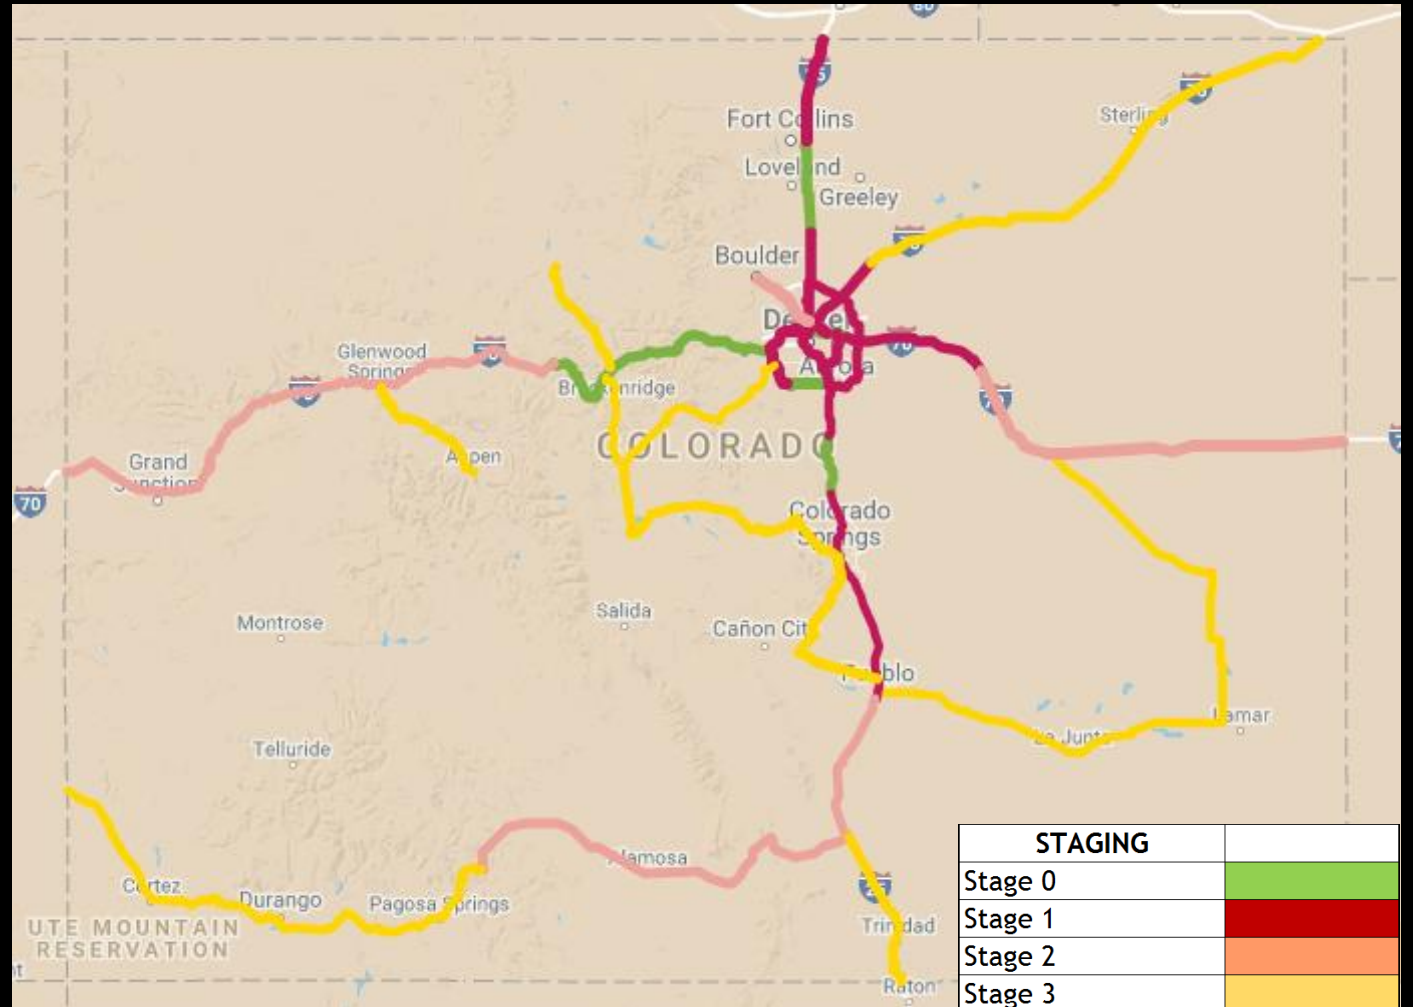 Fort Collins
Sterling
Loveland
Greeley
Boulder
Denver
Aurora
70
Glenwood
Springs
Breckenridge
COLORADO
Aspen
Grand
Junction
70
Colorado
Springs
Salida
Montrose
Cañon City
Pueblo
Lamar
La Junta
Telluride
Alamosa
Cortez
Durango
Pagosa Springs
UTE MOUNTAIN
RESERVATION
Trinidad
Raton
STAGING
Stage 0
Stage 1
Stage 2
Stage 3